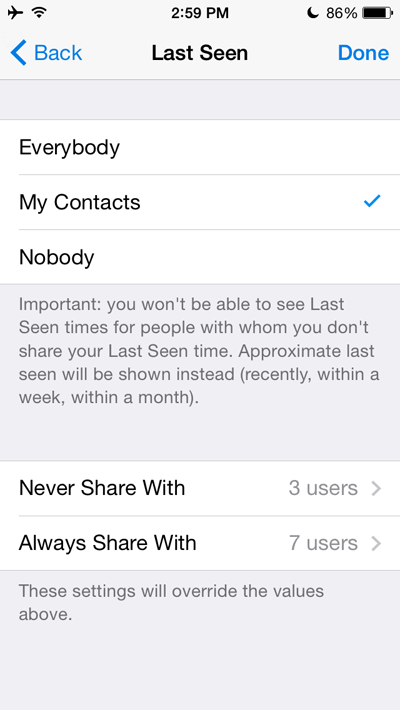 2:59 PM 86%
Back Last Seen Done
Everybody
My Contacts
Nobody
Important: you won't be able to see Last
Seen times for people with whom you don't
share your Last Seen time. Approximate last
seen will be shown instead (recently, within a
week, within a month).
Never Share With 3 users
Always Share With 7 users
These settings will override the values
above.